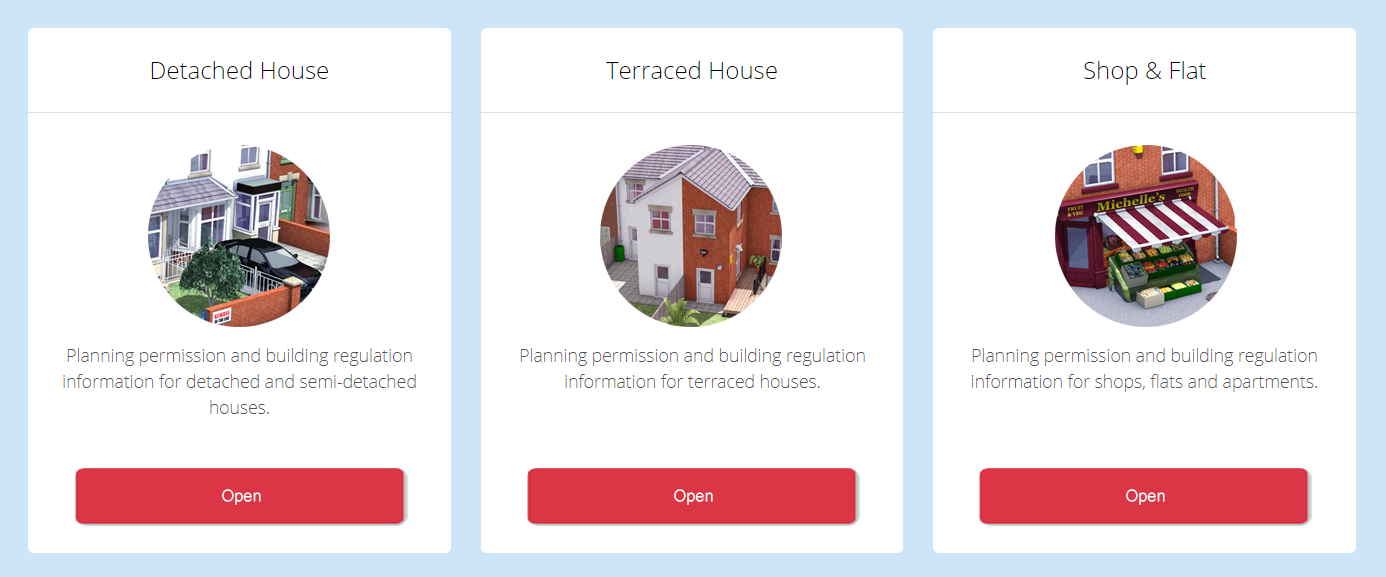 Detached House
Terraced House
Shop & Flat
FRUIT
& VEG
Michelle's
HEALTH
FOOD
Planning permission and building regulation
information for detached and semi-detached
houses.
Planning permission and building regulation
information for terraced houses.
Planning permission and building regulation
information for shops, flats and apartments.
Open
Open
Open